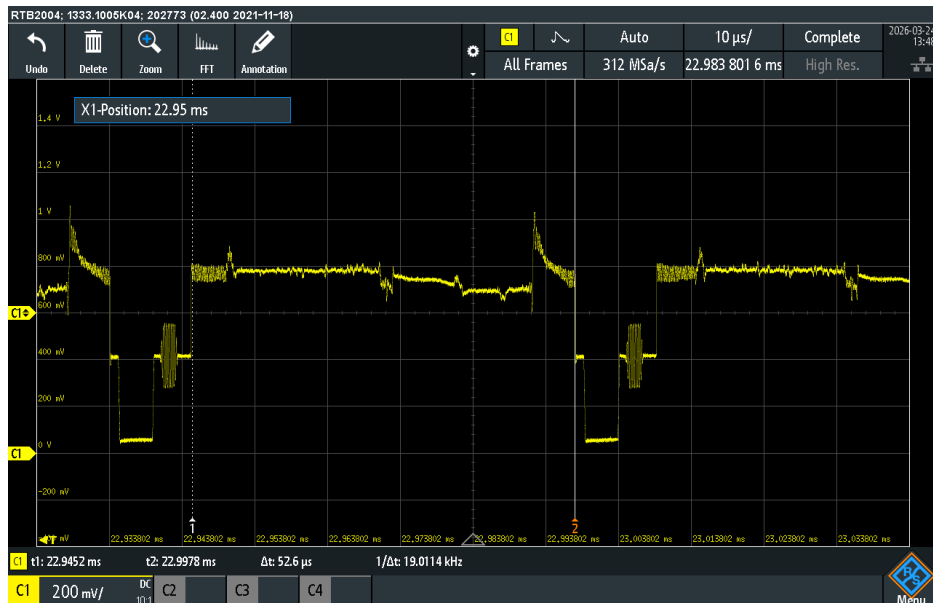 RTB2004; 1333.1005K04; 202773 (02.400 2021-11-18)
Undo Delete Zoom FFT Annotation
C1 Auto 10 µs/ Complete
All Frames 312 MSa/s 22.983 801 6 ms High Res.
2026-03-24
13:48
X1-Position: 22.95 ms
1,4 V
1,2 V
1 V
800 mV
C1 600 mV
400 mV
200 mV
C1 0 V
-200 mV
1 2
mV 22,933802 ms 22,943802 ms 22,953802 ms 22,963802 ms 22,973802 ms 22,983802 ms 22,993802 ms 23,003802 ms 23,013802 ms 23,023802 ms 23,033802 ms
C1 t1: 22.9452 ms t2: 22.9978 ms Δt: 52.6 µs 1/Δt: 19.0114 kHz
C1 200 mV/ DC 10:1 C2 C3 C4 R&S Menu